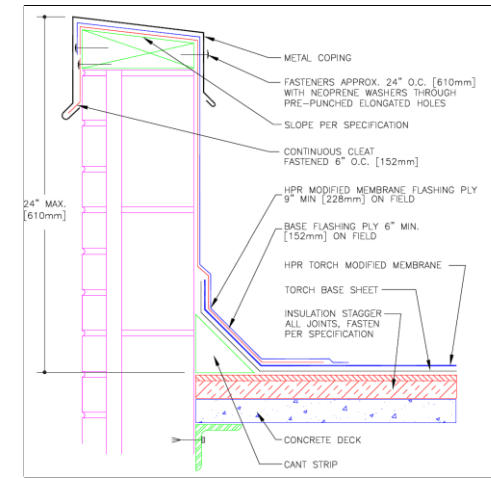 METAL COPING
FASTENERS APPROX. 24" O.C. [610mm]
WITH NEOPRENE WASHERS THROUGH
PRE-PUNCHED ELONGATED HOLES
SLOPE PER SPECIFICATION
CONTINUOUS CLEAT
FASTENED 6" O.C. [152mm]
24" MAX.
[610mm]
HPR MODIFIED MEMBRANE FLASHING PLY
9" MIN [228mm] ON FIELD
BASE FLASHING PLY 6" MIN.
[152mm] ON FIELD
HPR TORCH MODIFIED MEMBRANE
TORCH BASE SHEET
INSULATION STAGGER
ALL JOINTS, FASTEN
PER SPECIFICATION
CONCRETE DECK
CANT STRIP